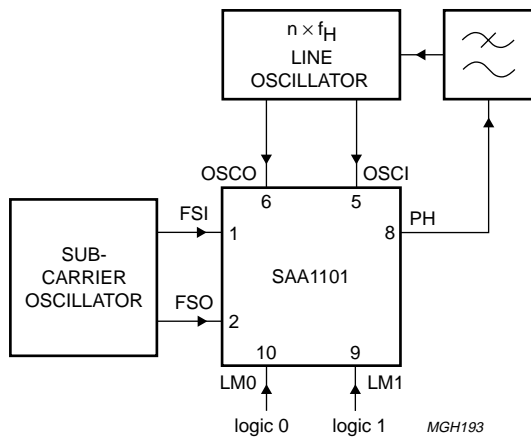 n × fH
LINE
OSCILLATOR
OSCO
OSCI
6
5
FSI
PH
1
8
SUB-
CARRIER
OSCILLATOR
SAA1101
FSO
2
10
9
LM0
LM1
logic 0
logic 1
MGH193